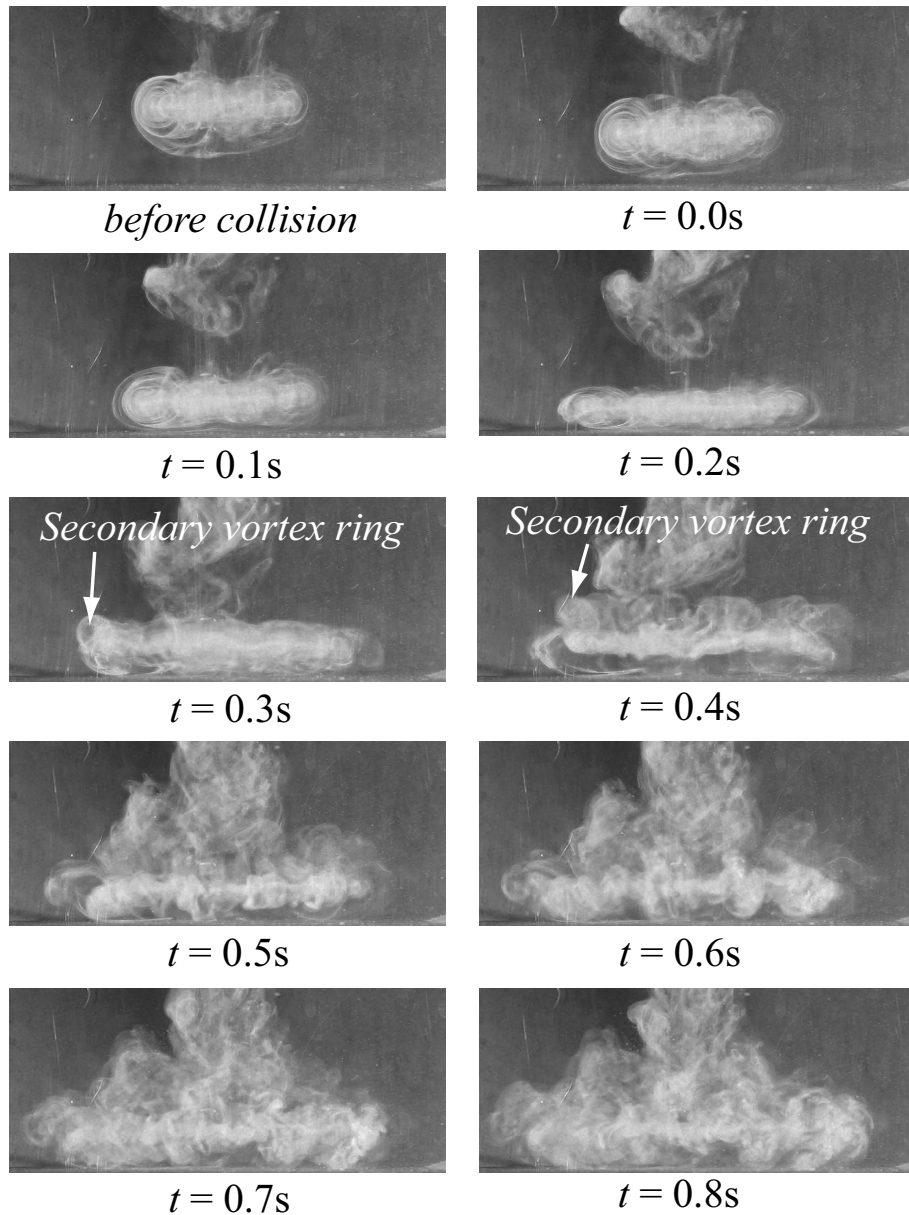 before collision
t = 0.0s
t = 0.1s
t = 0.2s
Secondary vortex ring
Secondary vortex ring
t = 0.3s
t = 0.4s
t = 0.5s
t = 0.6s
t = 0.7s
t = 0.8s